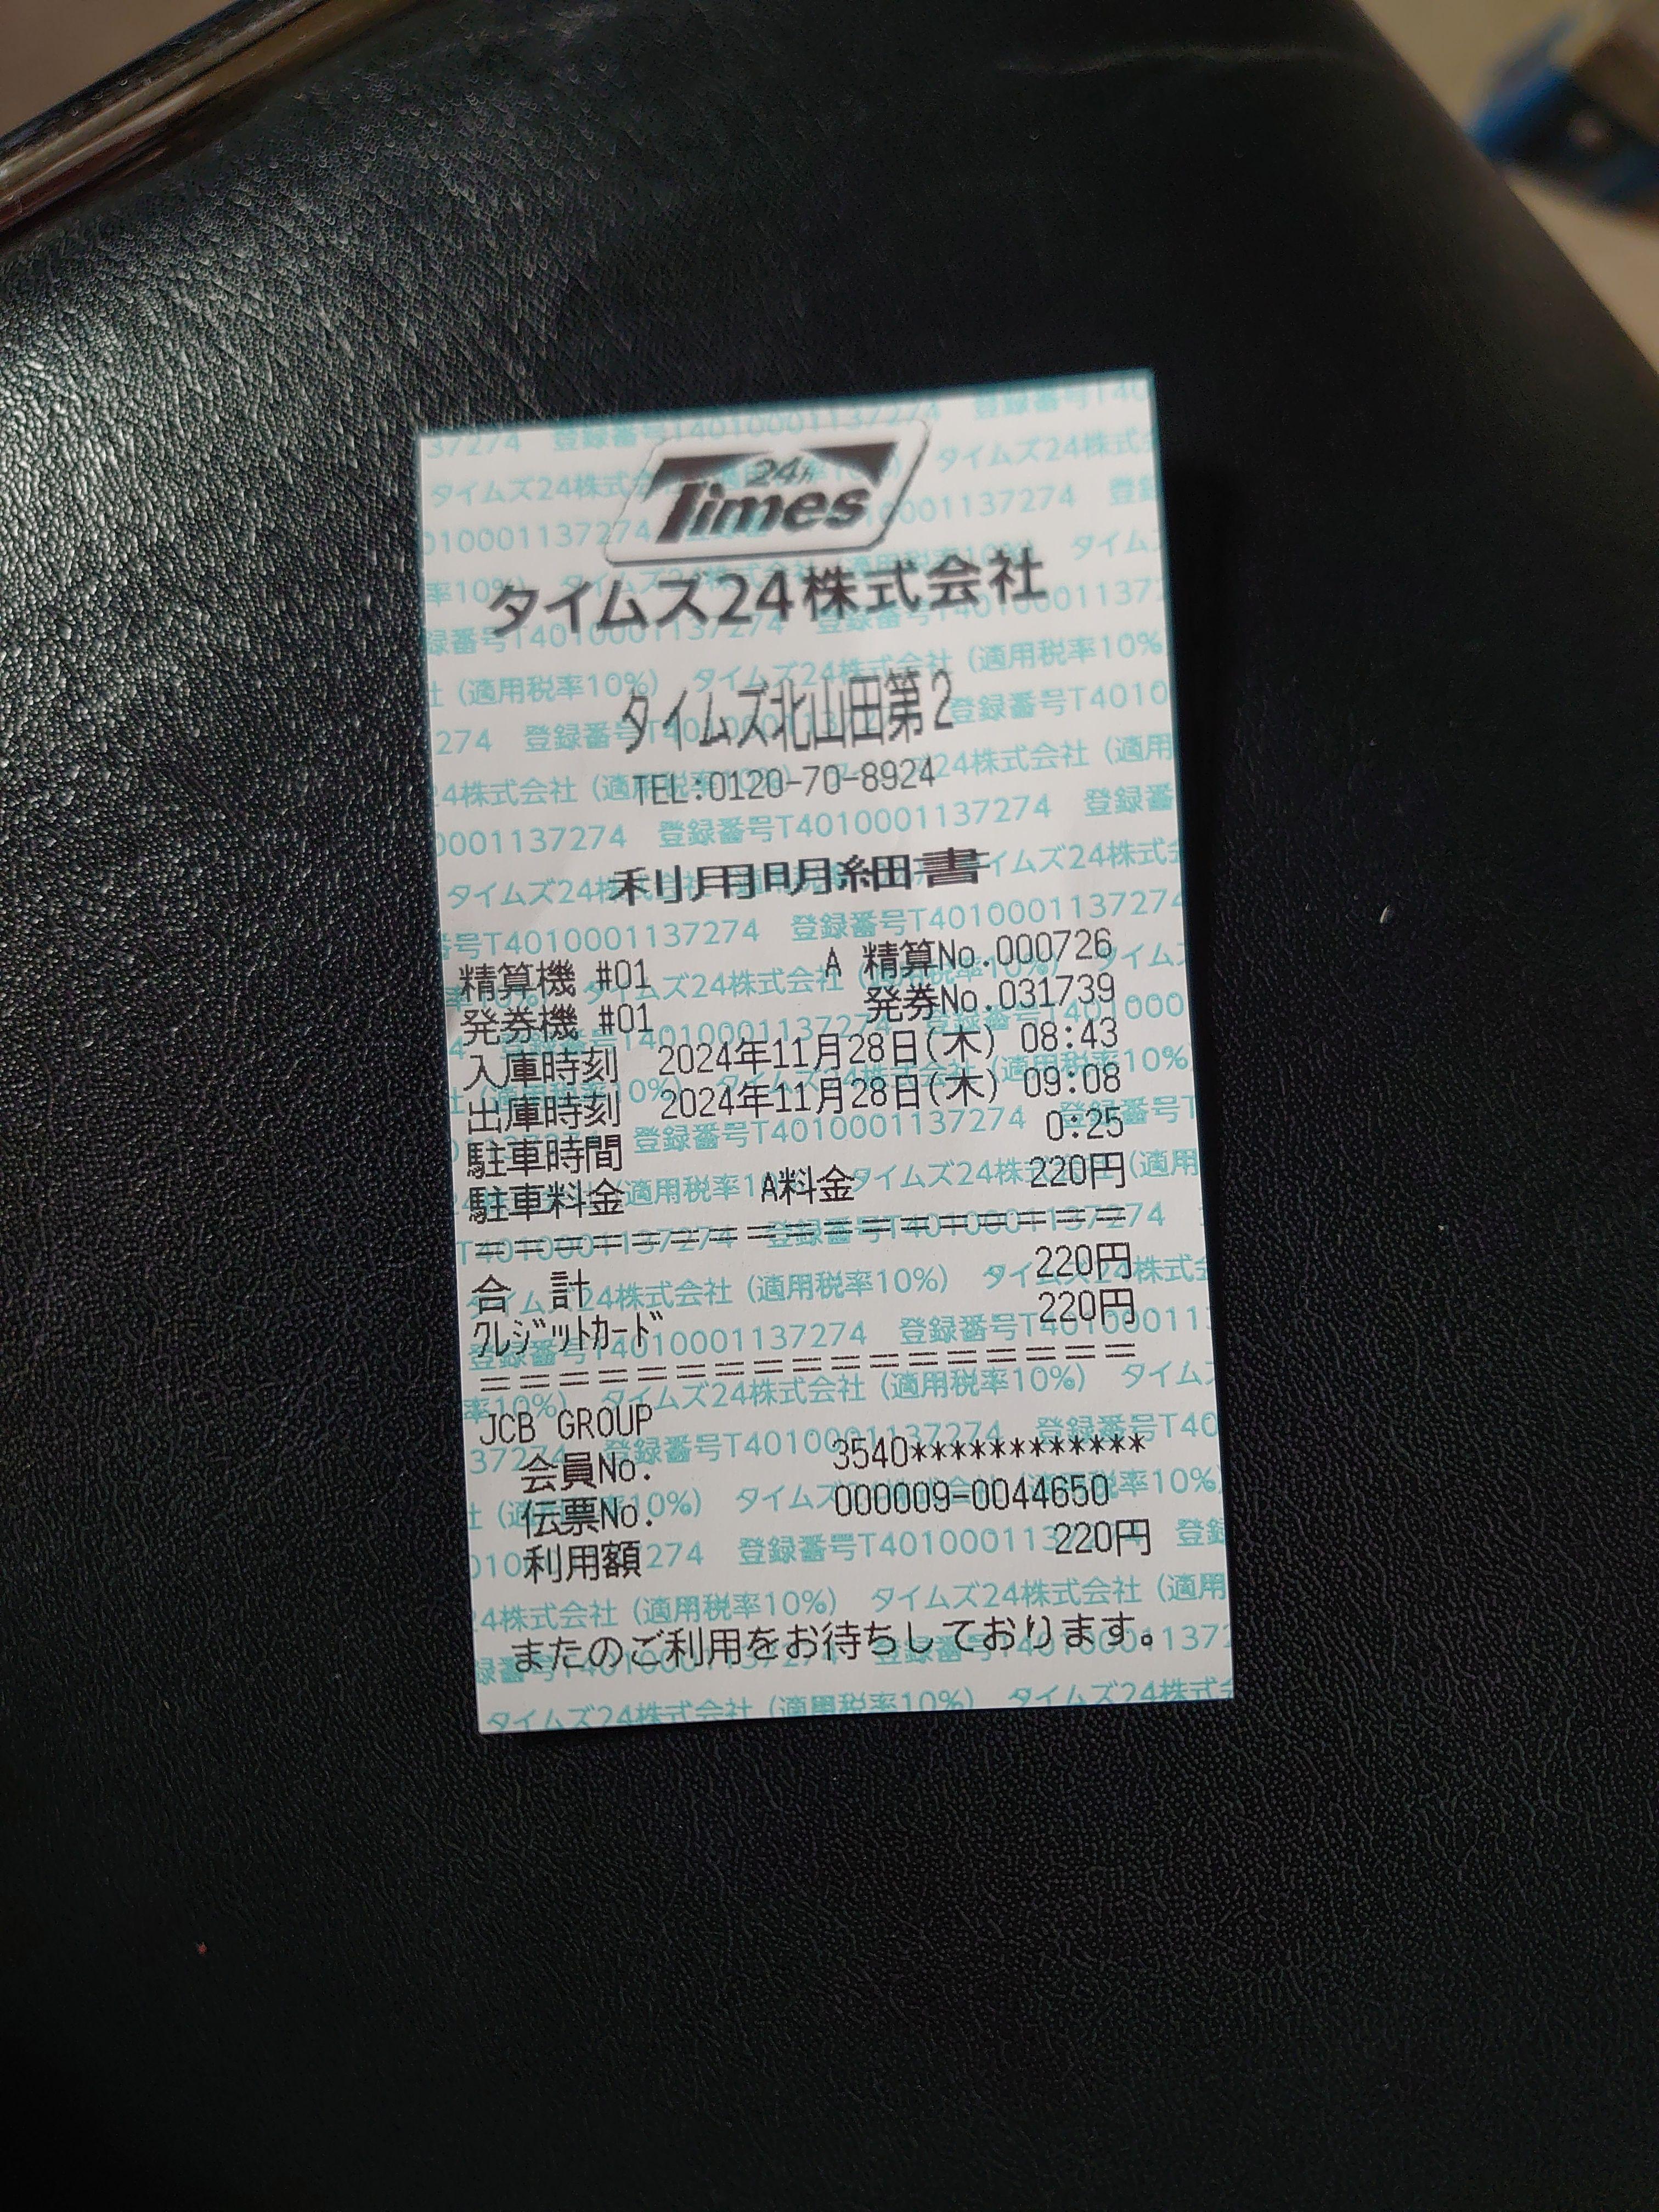 24h
Times
タイムズ24株式会社
タイムズ北山田第2
TEL:0120-70-8924
利用明細書
精算機 #01 A 精算No.000726
発券機 #01 発券No.031739
入庫時刻 2024年11月28日(木) 08:43
出庫時刻 2024年11月28日(木) 09:08
駐車時間 0:25
駐車料金 A料金 220円
================
合 計 220円
クレジットカード 220円
================
JCB GROUP
会員No. 3540************
伝票No. 000009-0044650
利用額 220円
またのご利用をお待ちしております。
タイムズ24株式会社 (適用税率10%)
登録番号T4010001137274